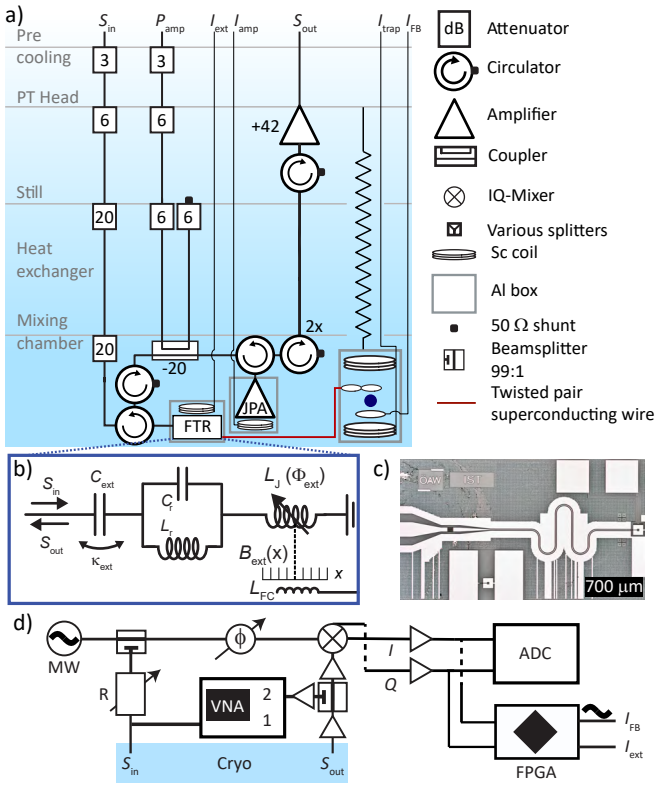 a)
S_in P_amp I_ext I_amp S_out I_trap I_FB
Pre
cooling
3 3
PT Head
6 6
+42
Still
20 6 6
Heat
exchanger
Mixing
chamber
20
-20
2x
JPA
FTR
dB Attenuator
Circulator
Amplifier
Coupler
IQ-Mixer
Various splitters
Sc coil
Al box
50 Ω shunt
Beamsplitter
99:1
Twisted pair
superconducting wire
b)
S_in
S_out
C_ext
κ_ext
C_r
L_r
L_J (Φ_ext)
B_ext(x)
x
L_FC
c)
ÖAW IST
700 μm
d)
MW
ϕ
R
VNA 2
1
S_in Cryo S_out
I
Q
ADC
FPGA
I_FB
I_ext